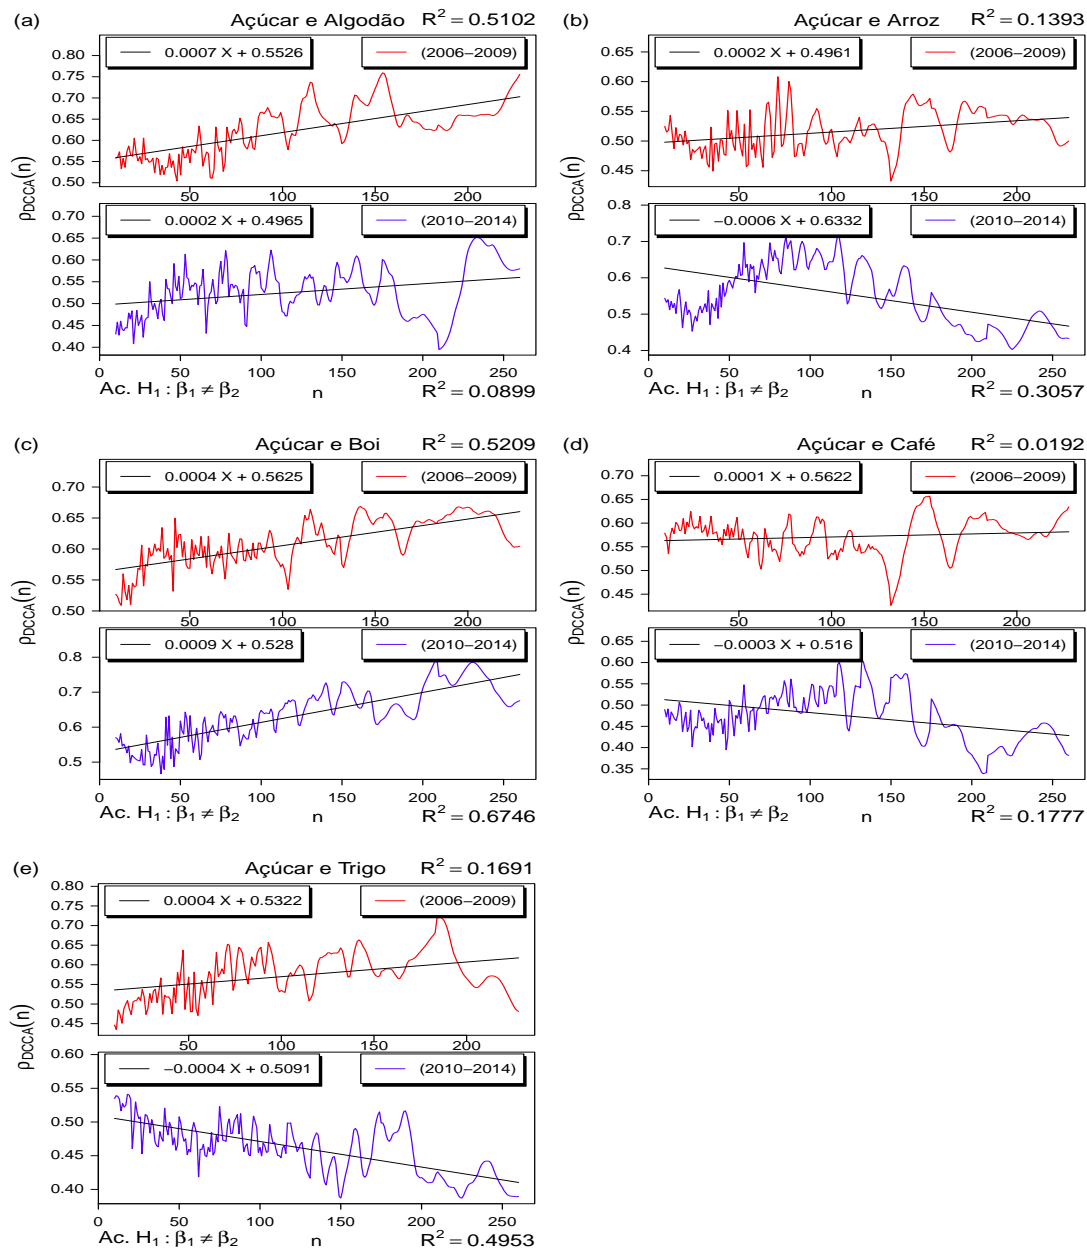 (a) Açúcar e Algodão R² = 0.5102
0.0007 X + 0.5526 (2006−2009)
0.80
0.75
0.70
0.65
0.60
0.55
0.50
50 100 150 200
0.0002 X + 0.4965 (2010−2014)
0.70
0.65
0.60
0.55
0.50
0.45
0.40
ρDCCA(n)
0 50 100 150 200 250
Ac. H₁ : β₁ ≠ β₂ n R² = 0.0899
(b) Açúcar e Arroz R² = 0.1393
0.0002 X + 0.4961 (2006−2009)
0.65
0.60
0.55
0.50
0.45
0.40
50 100 150 200
−0.0006 X + 0.6332 (2010−2014)
0.8
0.7
0.6
0.5
0.4
ρDCCA(n)
0 50 100 150 200 250
Ac. H₁ : β₁ ≠ β₂ n R² = 0.3057
(c) Açúcar e Boi R² = 0.5209
0.0004 X + 0.5625 (2006−2009)
0.70
0.65
0.60
0.55
0.50
50 100 150 200
0.0009 X + 0.528 (2010−2014)
0.8
0.7
0.6
0.5
ρDCCA(n)
0 50 100 150 200 250
Ac. H₁ : β₁ ≠ β₂ n R² = 0.6746
(d) Açúcar e Café R² = 0.0192
0.0001 X + 0.5622 (2006−2009)
0.70
0.65
0.60
0.55
0.50
0.45
50 100 150 200
−0.0003 X + 0.516 (2010−2014)
0.65
0.60
0.55
0.50
0.45
0.40
0.35
ρDCCA(n)
0 50 100 150 200 250
Ac. H₁ : β₁ ≠ β₂ n R² = 0.1777
(e) Açúcar e Trigo R² = 0.1691
0.0004 X + 0.5322 (2006−2009)
0.80
0.75
0.70
0.65
0.60
0.55
0.50
0.45
50 100 150 200
−0.0004 X + 0.5091 (2010−2014)
0.60
0.55
0.50
0.45
0.40
ρDCCA(n)
0 50 100 150 200 250
Ac. H₁ : β₁ ≠ β₂ n R² = 0.4953